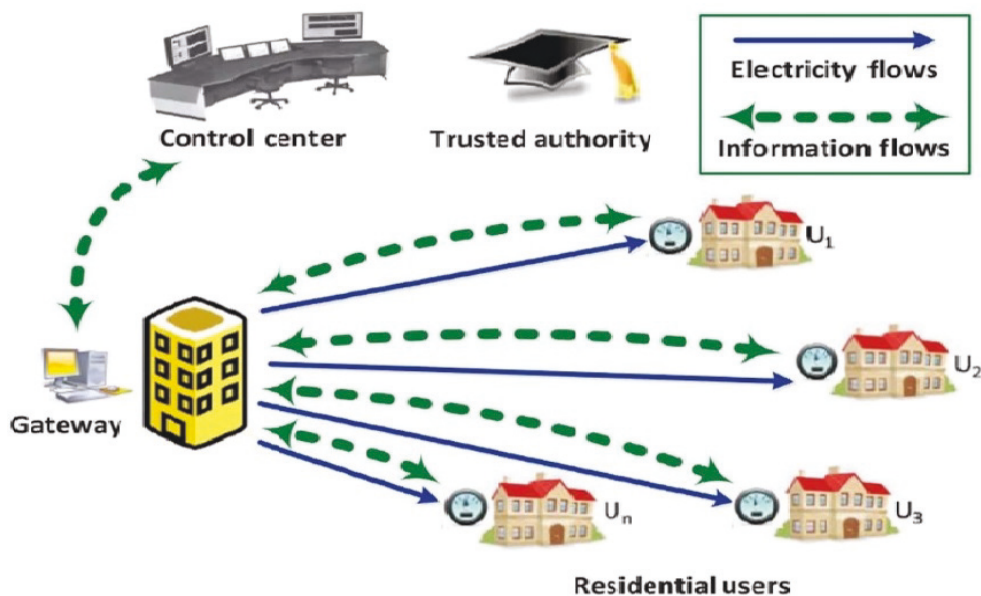 Control center
Trusted authority
Electricity flows
Information flows
U1
U2
Gateway
Un
U3
Residential users